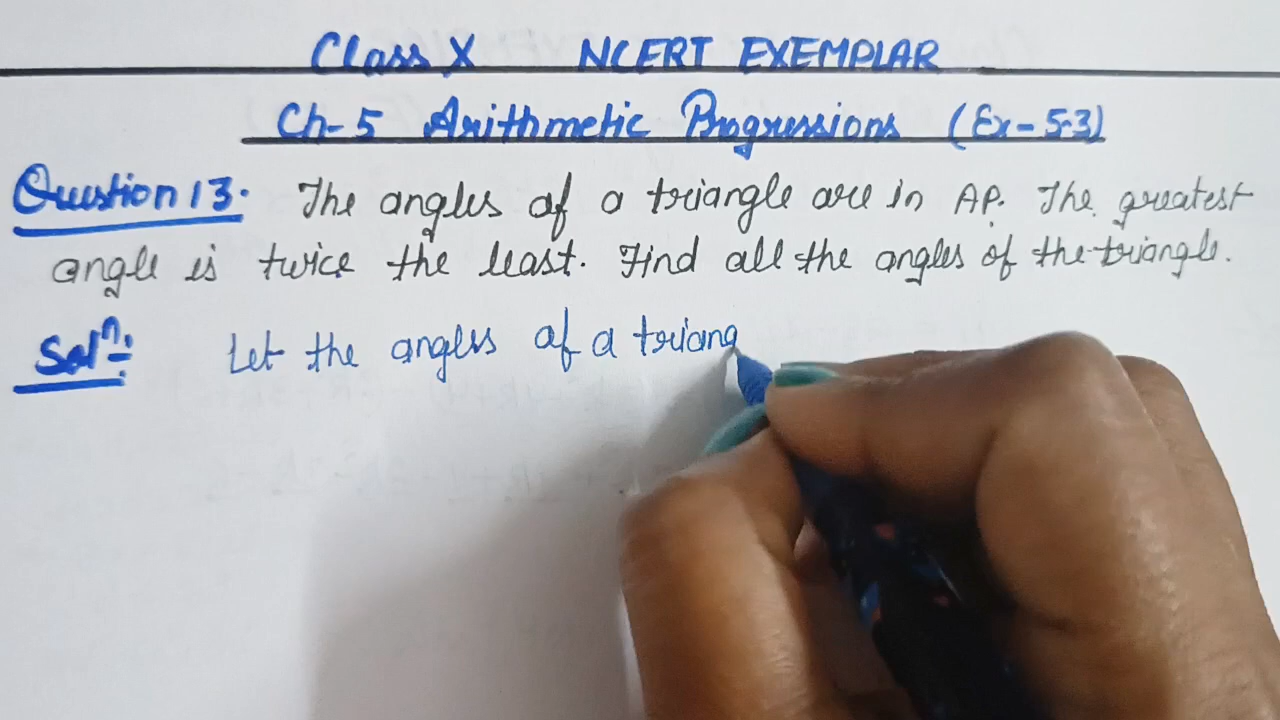 Class X NCERT EXEMPLAR
Ch-5 Arithmetic Progressions (Ex-5.3)
Question 13. The angles of a triangle are in AP. The greatest
angle is twice the least. Find all the angles of the triangle.
Solⁿ:- Let the angles of a triang